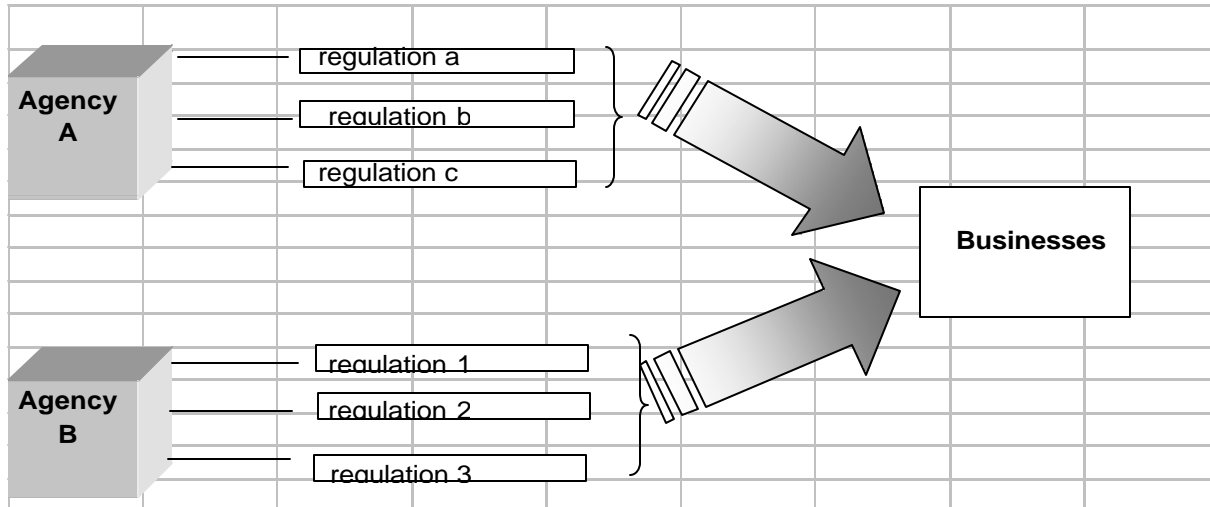 Agency
A
regulation a
regulation b
regulation c
Businesses
Agency
B
regulation 1
regulation 2
regulation 3